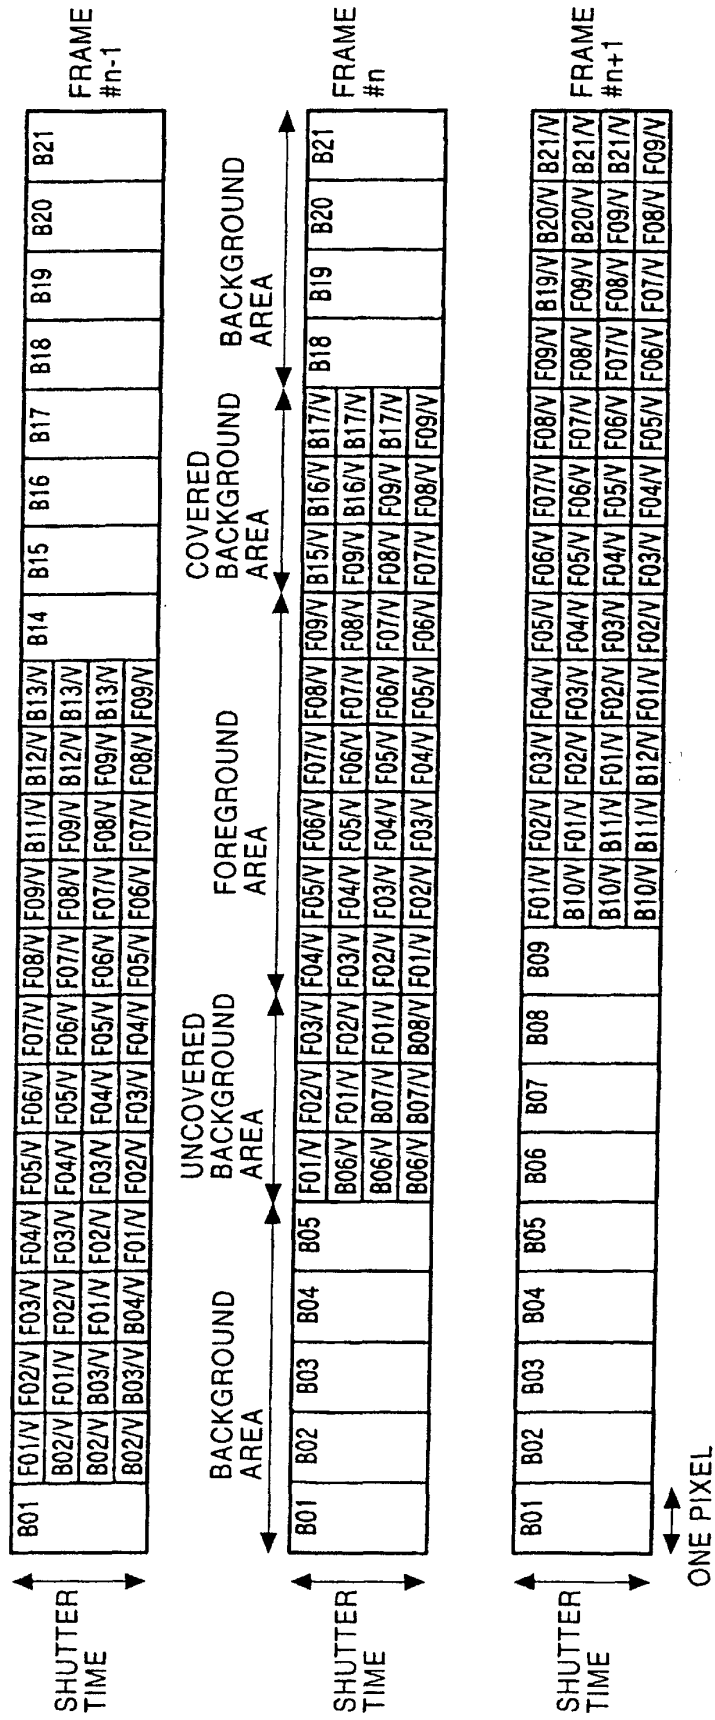 FRAME
#n-1
B01 F01/V F02/V F03/V F04/V F05/V F06/V F07/V F08/V F09/V B11/V B12/V B13/V B14 B15 B16 B17 B18 B19 B20 B21
B02/V F01/V F02/V F03/V F04/V F05/V F06/V F07/V F08/V F09/V B12/V B13/V
B02/V B03/V F01/V F02/V F03/V F04/V F05/V F06/V F07/V F08/V F09/V B13/V
B02/V B03/V B04/V F01/V F02/V F03/V F04/V F05/V F06/V F07/V F08/V F09/V
SHUTTER
TIME
BACKGROUND
AREA
UNCOVERED
BACKGROUND
AREA
FOREGROUND
AREA
COVERED
BACKGROUND
AREA
BACKGROUND
AREA
FRAME
#n
B01 B02 B03 B04 B05 F01/V F02/V F03/V F04/V F05/V F06/V F07/V F08/V F09/V B15/V B16/V B17/V B18 B19 B20 B21
B06/V F01/V F02/V F03/V F04/V F05/V F06/V F07/V F08/V F09/V B16/V B17/V
B06/V B07/V F01/V F02/V F03/V F04/V F05/V F06/V F07/V F08/V F09/V B17/V
B06/V B07/V B08/V F01/V F02/V F03/V F04/V F05/V F06/V F07/V F08/V F09/V
SHUTTER
TIME
FRAME
#n+1
B01 B02 B03 B04 B05 B06 B07 B08 B09 F01/V F02/V F03/V F04/V F05/V F06/V F07/V F08/V F09/V B19/V B20/V B21/V
B10/V F01/V F02/V F03/V F04/V F05/V F06/V F07/V F08/V F09/V B20/V B21/V
B10/V B11/V F01/V F02/V F03/V F04/V F05/V F06/V F07/V F08/V F09/V B21/V
B10/V B11/V B12/V F01/V F02/V F03/V F04/V F05/V F06/V F07/V F08/V F09/V
SHUTTER
TIME
ONE PIXEL